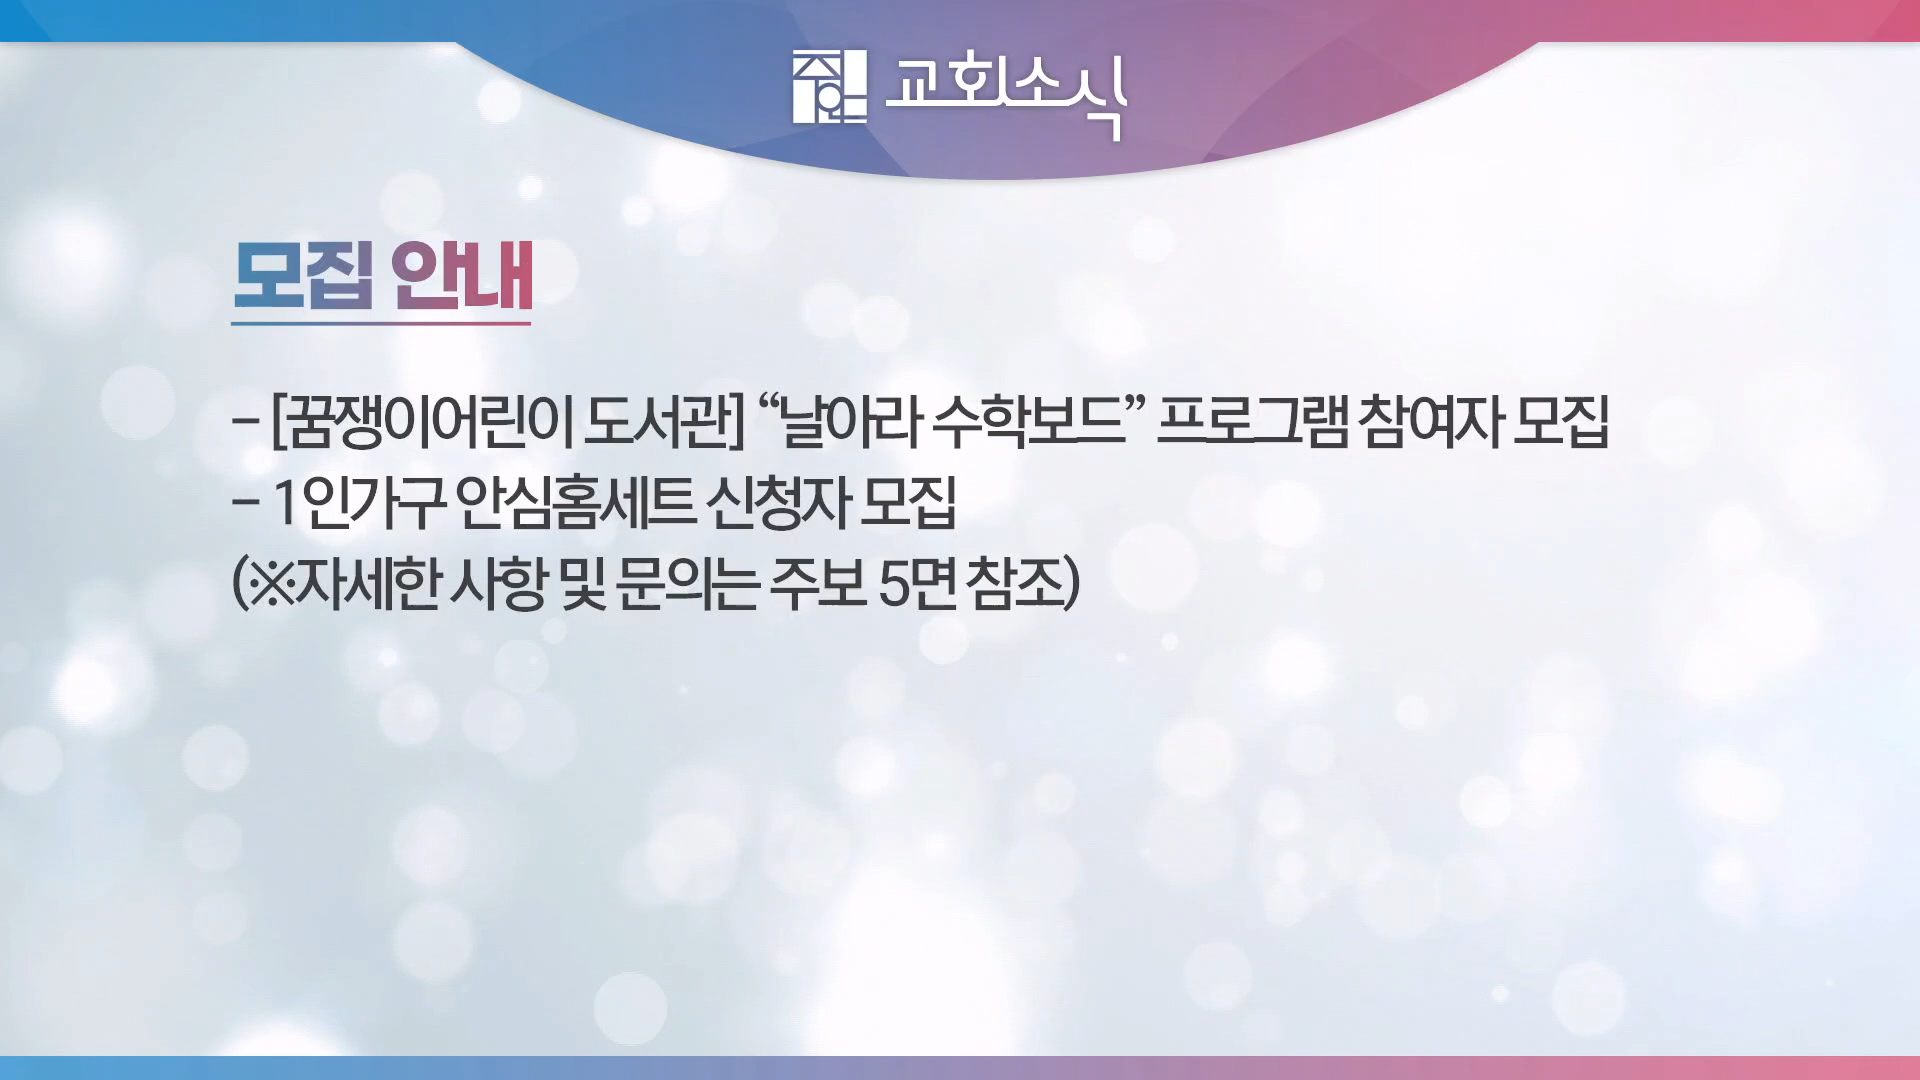 교회소식
모집 안내
- [꿈쟁이어린이 도서관] “날아라 수학보드” 프로그램 참여자 모집
- 1인가구 안심홈세트 신청자 모집
(※자세한 사항 및 문의는 주보 5면 참조)